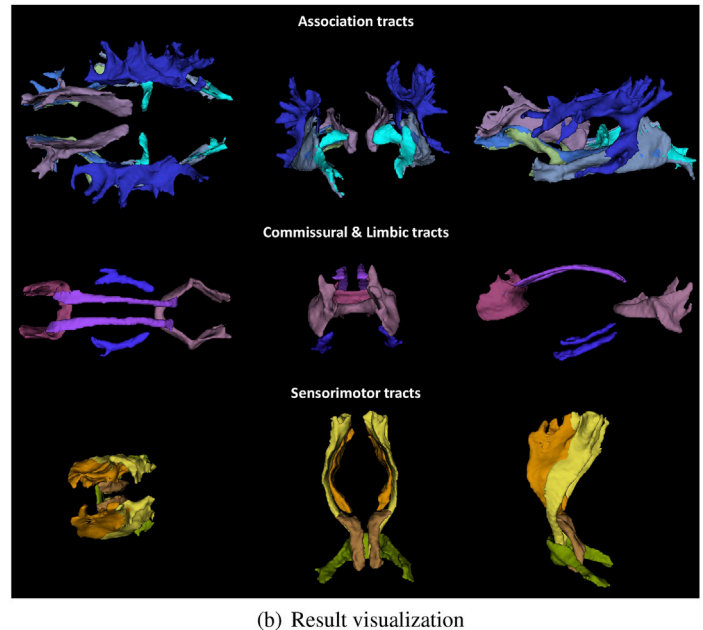 Association tracts
Commissural & Limbic tracts
Sensorimotor tracts
(b) Result visualization